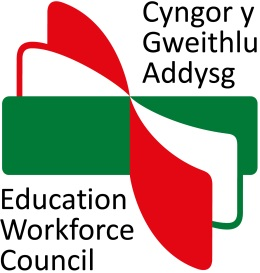 Cyngor y
Gweithlu
Addysg
Education
Workforce
Council